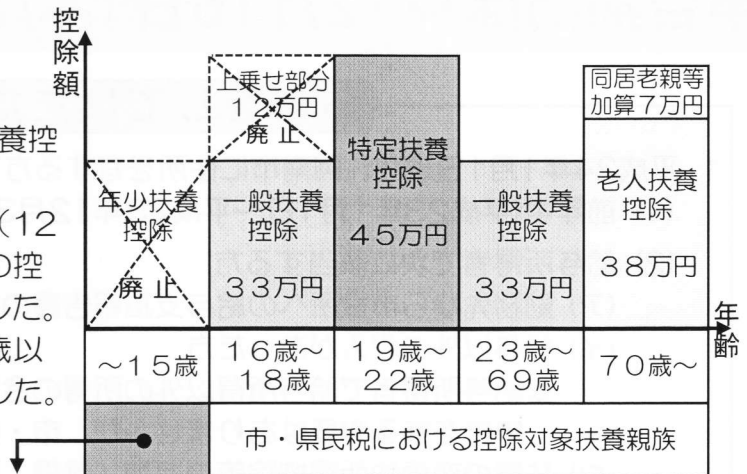 控除額
養控
（12
の控
した。
歳以
した。
上乗せ部分
１２万円
廃 止
年少扶養
控除
廃 止
一般扶養
控除
３３万円
特定扶養
控除
４５万円
一般扶養
控除
３３万円
同居老親等
加算７万円
老人扶養
控除
３８万円
年齢
～１５歳
１６歳～
１８歳
１９歳～
２２歳
２３歳～
６９歳
７０歳～
市・県民税における控除対象扶養親族